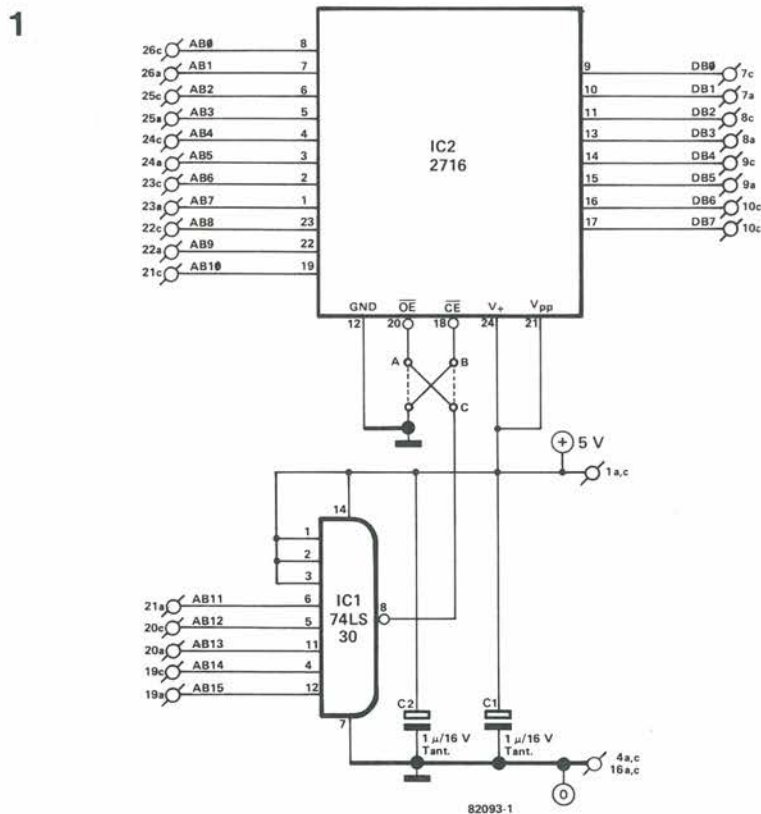 1
26c AB0 8
26a AB1 7
25c AB2 6
25a AB3 5
24c AB4 4
24a AB5 3
23c AB6 2
23a AB7 1
22c AB8 23
22a AB9 22
21c AB10 19
IC2
2716
9 DB0 7c
10 DB1 7a
11 DB2 8c
13 DB3 8a
14 DB4 9c
15 DB5 9a
16 DB6 10c
17 DB7 10c
GND OE CE V+ Vpp
12 20 18 24 21
A B
C
+ 5 V
1a,c
14
1
2
3
21a AB11 6
20c AB12 5
20a AB13 11
19c AB14 4
19a AB15 12
IC1
74LS
30
8
7
C2
1 µ/16 V
Tant.
C1
1 µ/16 V
Tant.
4a,c
16a,c
0
82093-1